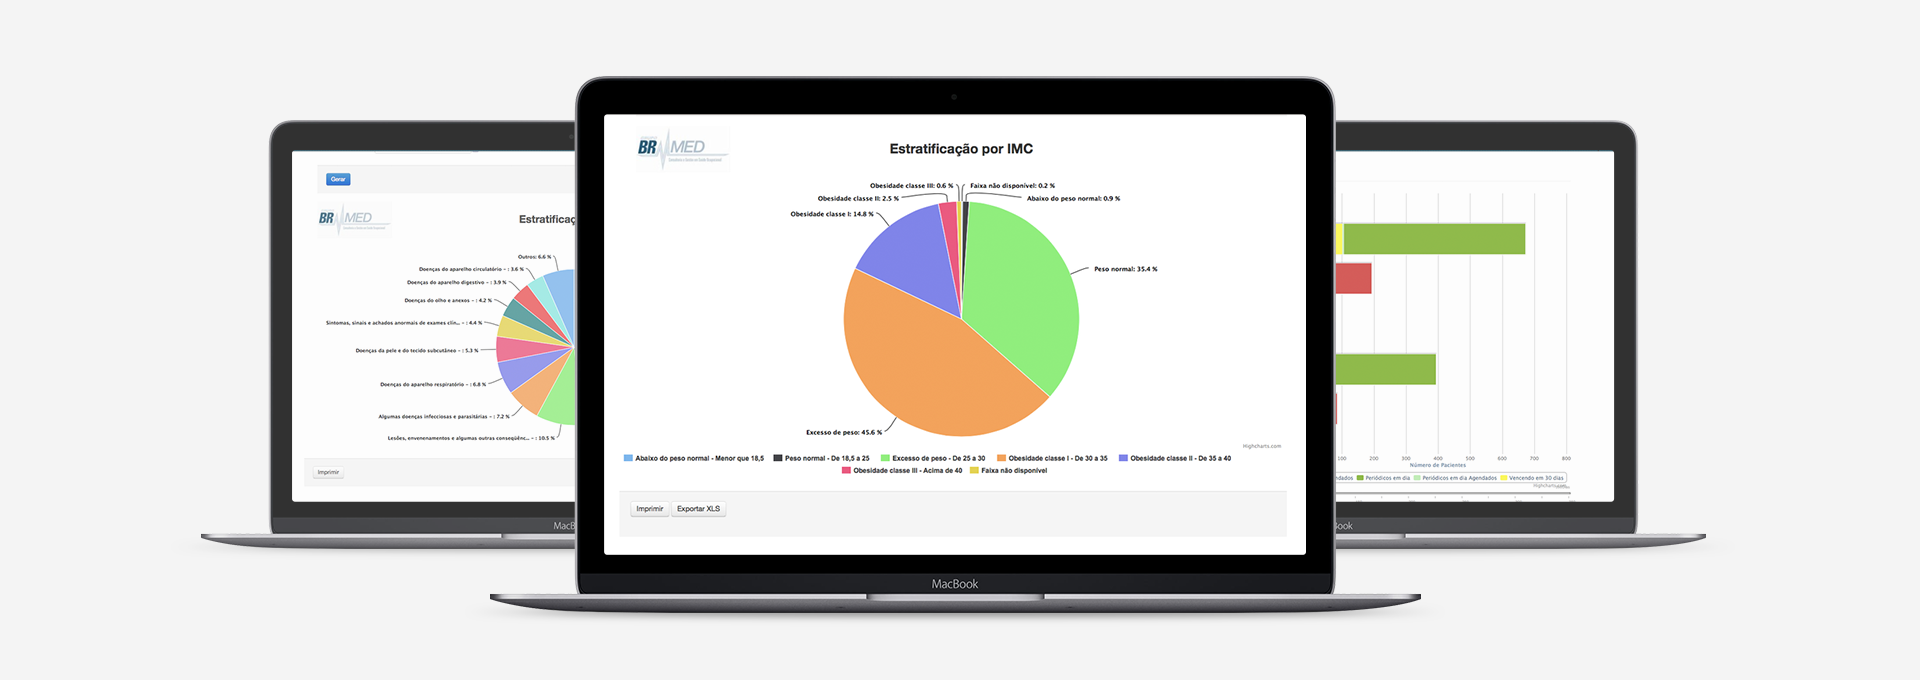 Gerar
BR MED
Estratificaç
Outros: 6.6 %
Doenças do aparelho circulatório - : 3.6 %
Doenças do aparelho digestivo - : 3.9 %
Doenças do olho e anexos - : 4.2 %
Sintomas, sinais e achados anormais de exames clín... - : 4.4 %
Doenças da pele e do tecido subcutâneo - : 5.3 %
Doenças do aparelho respiratório - : 6.8 %
Algumas doenças infecciosas e parasitárias - : 7.2 %
Lesões, envenenamentos e algumas outras conseqüênc... - : 10.5 %
Imprimir
MacB
BR MED
Estratificação por IMC
Obesidade classe III: 0.6 %
Faixa não disponível: 0.2 %
Obesidade classe II: 2.5 %
Abaixo do peso normal: 0.9 %
Obesidade classe I: 14.8 %
Peso normal: 35.4 %
Excesso de peso: 45.6 %
Highcharts.com
Abaixo do peso normal - Menor que 18,5 Peso normal - De 18,5 a 25 Excesso de peso - De 25 a 30 Obesidade classe I - De 30 a 35 Obesidade classe II - De 35 a 40
Obesidade classe III - Acima de 40 Faixa não disponível
Imprimir Exportar XLS
MacBook
100 200 300 400 500 600 700 800
Número de Pacientes
ndados Periódicos em dia Periódicos em dia Agendados Vencendo em 30 dias
Highcharts.com
Book